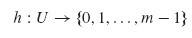 h : U → {0, 1, . . . , m − 1}